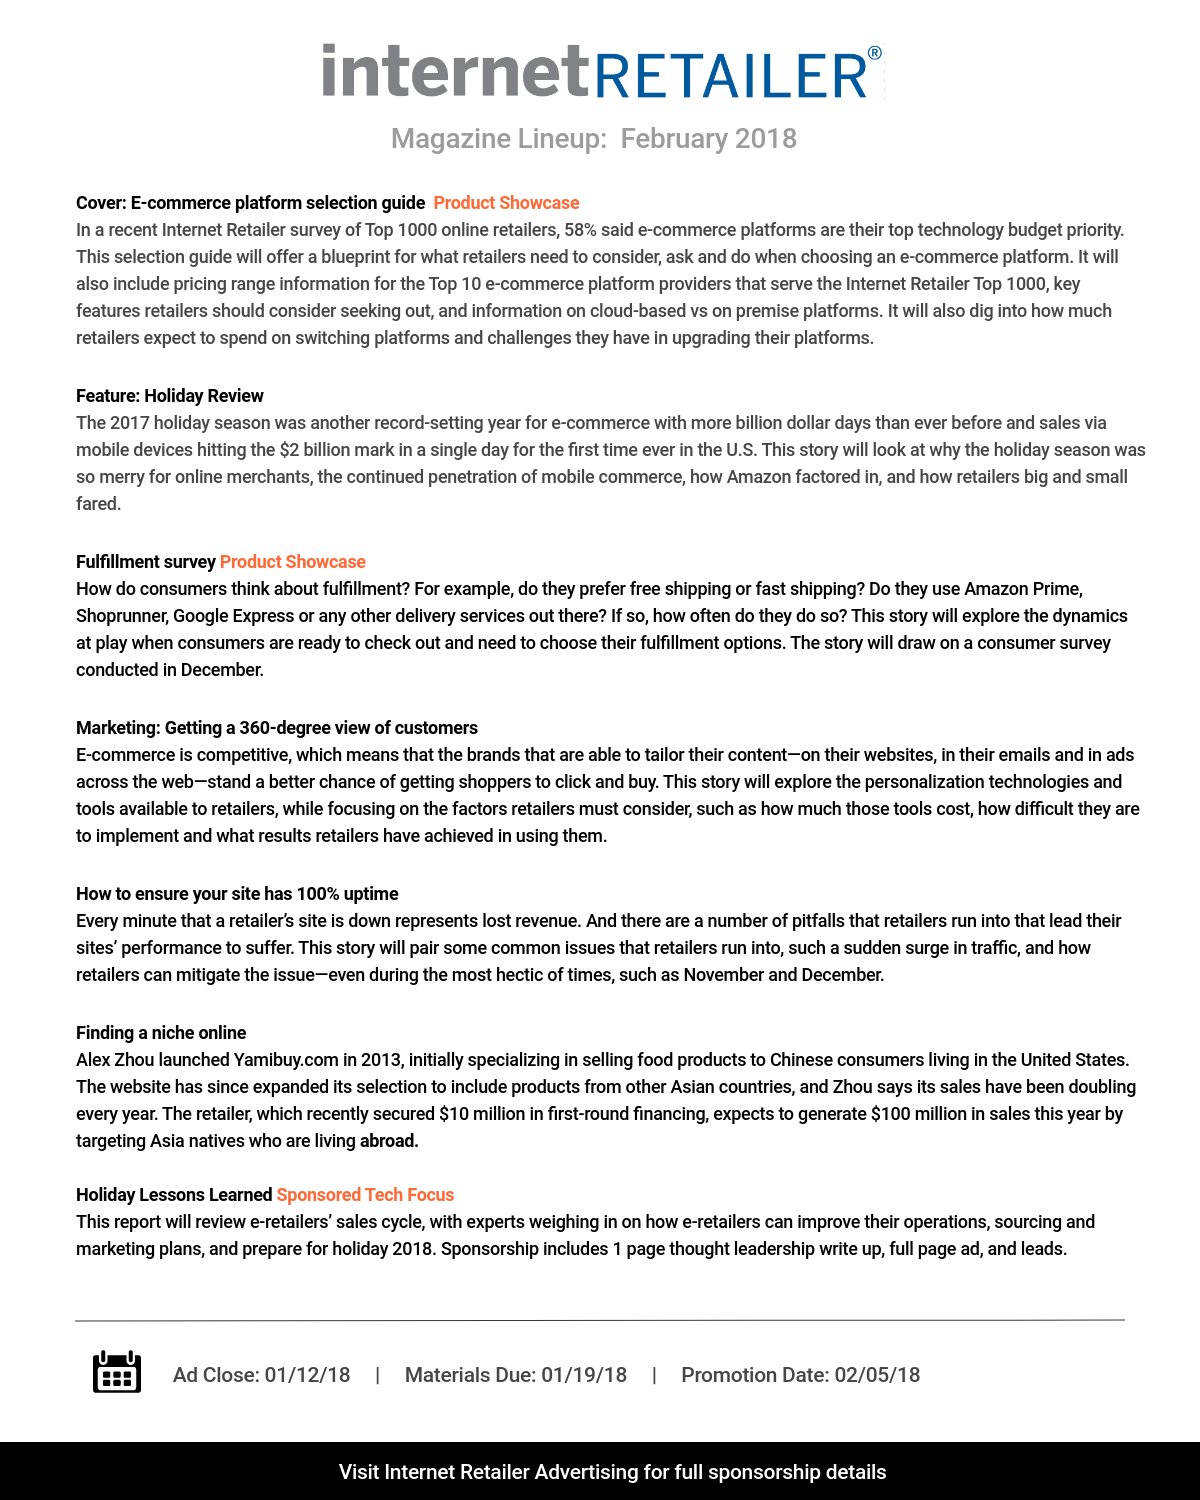 internetRETAILER®
Magazine Lineup:  February 2018
Cover: E-commerce platform selection guide  Product Showcase
In a recent Internet Retailer survey of Top 1000 online retailers, 58% said e-commerce platforms are their top technology budget priority.
This selection guide will offer a blueprint for what retailers need to consider, ask and do when choosing an e-commerce platform. It will
also include pricing range information for the Top 10 e-commerce platform providers that serve the Internet Retailer Top 1000, key
features retailers should consider seeking out, and information on cloud-based vs on premise platforms. It will also dig into how much
retailers expect to spend on switching platforms and challenges they have in upgrading their platforms.
Feature: Holiday Review
The 2017 holiday season was another record-setting year for e-commerce with more billion dollar days than ever before and sales via
mobile devices hitting the $2 billion mark in a single day for the first time ever in the U.S. This story will look at why the holiday season was
so merry for online merchants, the continued penetration of mobile commerce, how Amazon factored in, and how retailers big and small
fared.
Fulfillment survey Product Showcase
How do consumers think about fulfillment? For example, do they prefer free shipping or fast shipping? Do they use Amazon Prime,
Shoprunner, Google Express or any other delivery services out there? If so, how often do they do so? This story will explore the dynamics
at play when consumers are ready to check out and need to choose their fulfillment options. The story will draw on a consumer survey
conducted in December.
Marketing: Getting a 360-degree view of customers
E-commerce is competitive, which means that the brands that are able to tailor their content—on their websites, in their emails and in ads
across the web—stand a better chance of getting shoppers to click and buy. This story will explore the personalization technologies and
tools available to retailers, while focusing on the factors retailers must consider, such as how much those tools cost, how difficult they are
to implement and what results retailers have achieved in using them.
How to ensure your site has 100% uptime
Every minute that a retailer’s site is down represents lost revenue. And there are a number of pitfalls that retailers run into that lead their
sites’ performance to suffer. This story will pair some common issues that retailers run into, such a sudden surge in traffic, and how
retailers can mitigate the issue—even during the most hectic of times, such as November and December.
Finding a niche online
Alex Zhou launched Yamibuy.com in 2013, initially specializing in selling food products to Chinese consumers living in the United States.
The website has since expanded its selection to include products from other Asian countries, and Zhou says its sales have been doubling
every year. The retailer, which recently secured $10 million in first-round financing, expects to generate $100 million in sales this year by
targeting Asia natives who are living abroad.
Holiday Lessons Learned Sponsored Tech Focus
This report will review e-retailers’ sales cycle, with experts weighing in on how e-retailers can improve their operations, sourcing and
marketing plans, and prepare for holiday 2018. Sponsorship includes 1 page thought leadership write up, full page ad, and leads.
Ad Close: 01/12/18 | Materials Due: 01/19/18 | Promotion Date: 02/05/18
Visit Internet Retailer Advertising for full sponsorship details